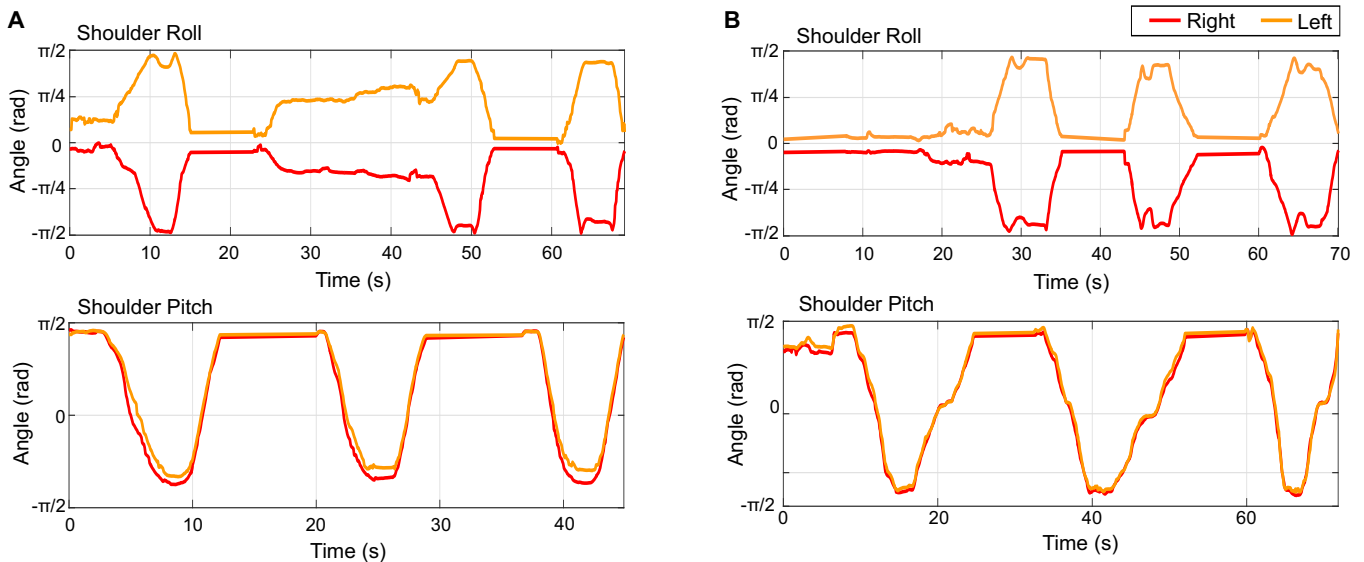 A
Shoulder Roll
π/2
π/4
0
-π/4
-π/2
Angle (rad)
0 10 20 30 40 50 60
Time (s)
Shoulder Pitch
π/2
0
-π/2
Angle (rad)
0 10 20 30 40
Time (s)
B
Right Left
Shoulder Roll
π/2
π/4
0
-π/4
-π/2
Angle (rad)
0 10 20 30 40 50 60 70
Time (s)
Shoulder Pitch
π/2
0
-π/2
Angle (rad)
0 20 40 60
Time (s)